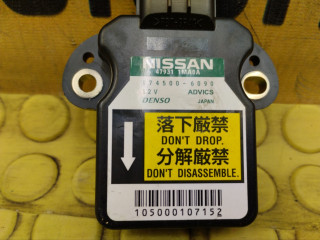 NISSAN
47931 1MA0A
174500-6090
12V ADVICS
DENSO JAPAN
落下厳禁
DON'T DROP.
分解厳禁
DON'T DISASSEMBLE.
105000107152